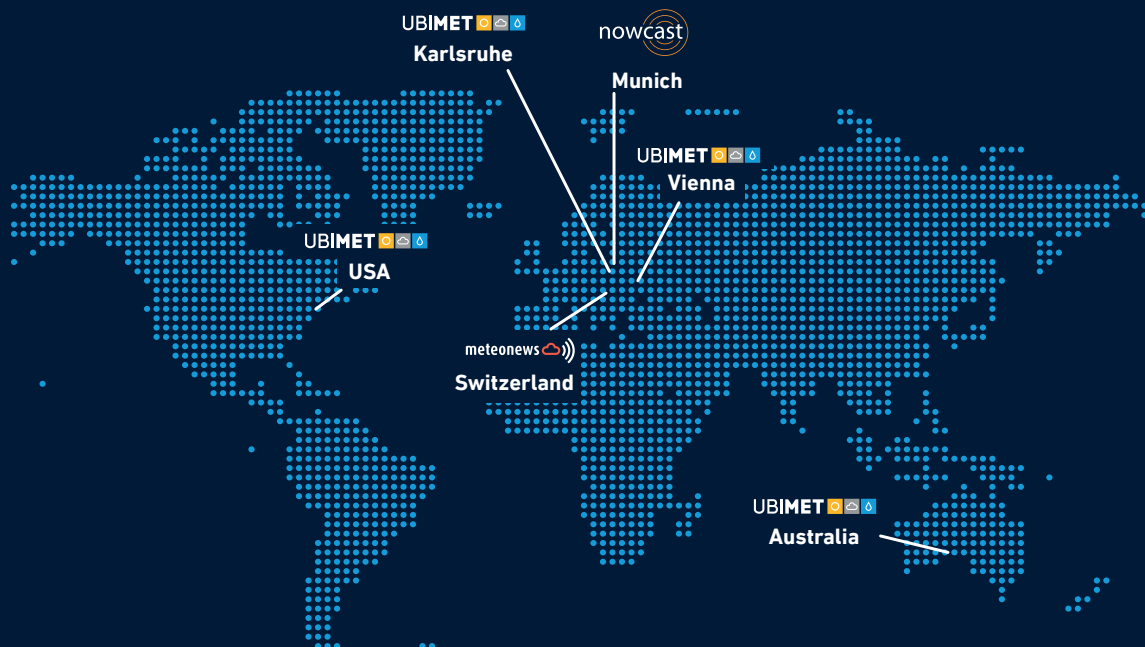 UBIMET
Karlsruhe
nowcast
Munich
UBIMET
Vienna
UBIMET
USA
meteonews
Switzerland
UBIMET
Australia